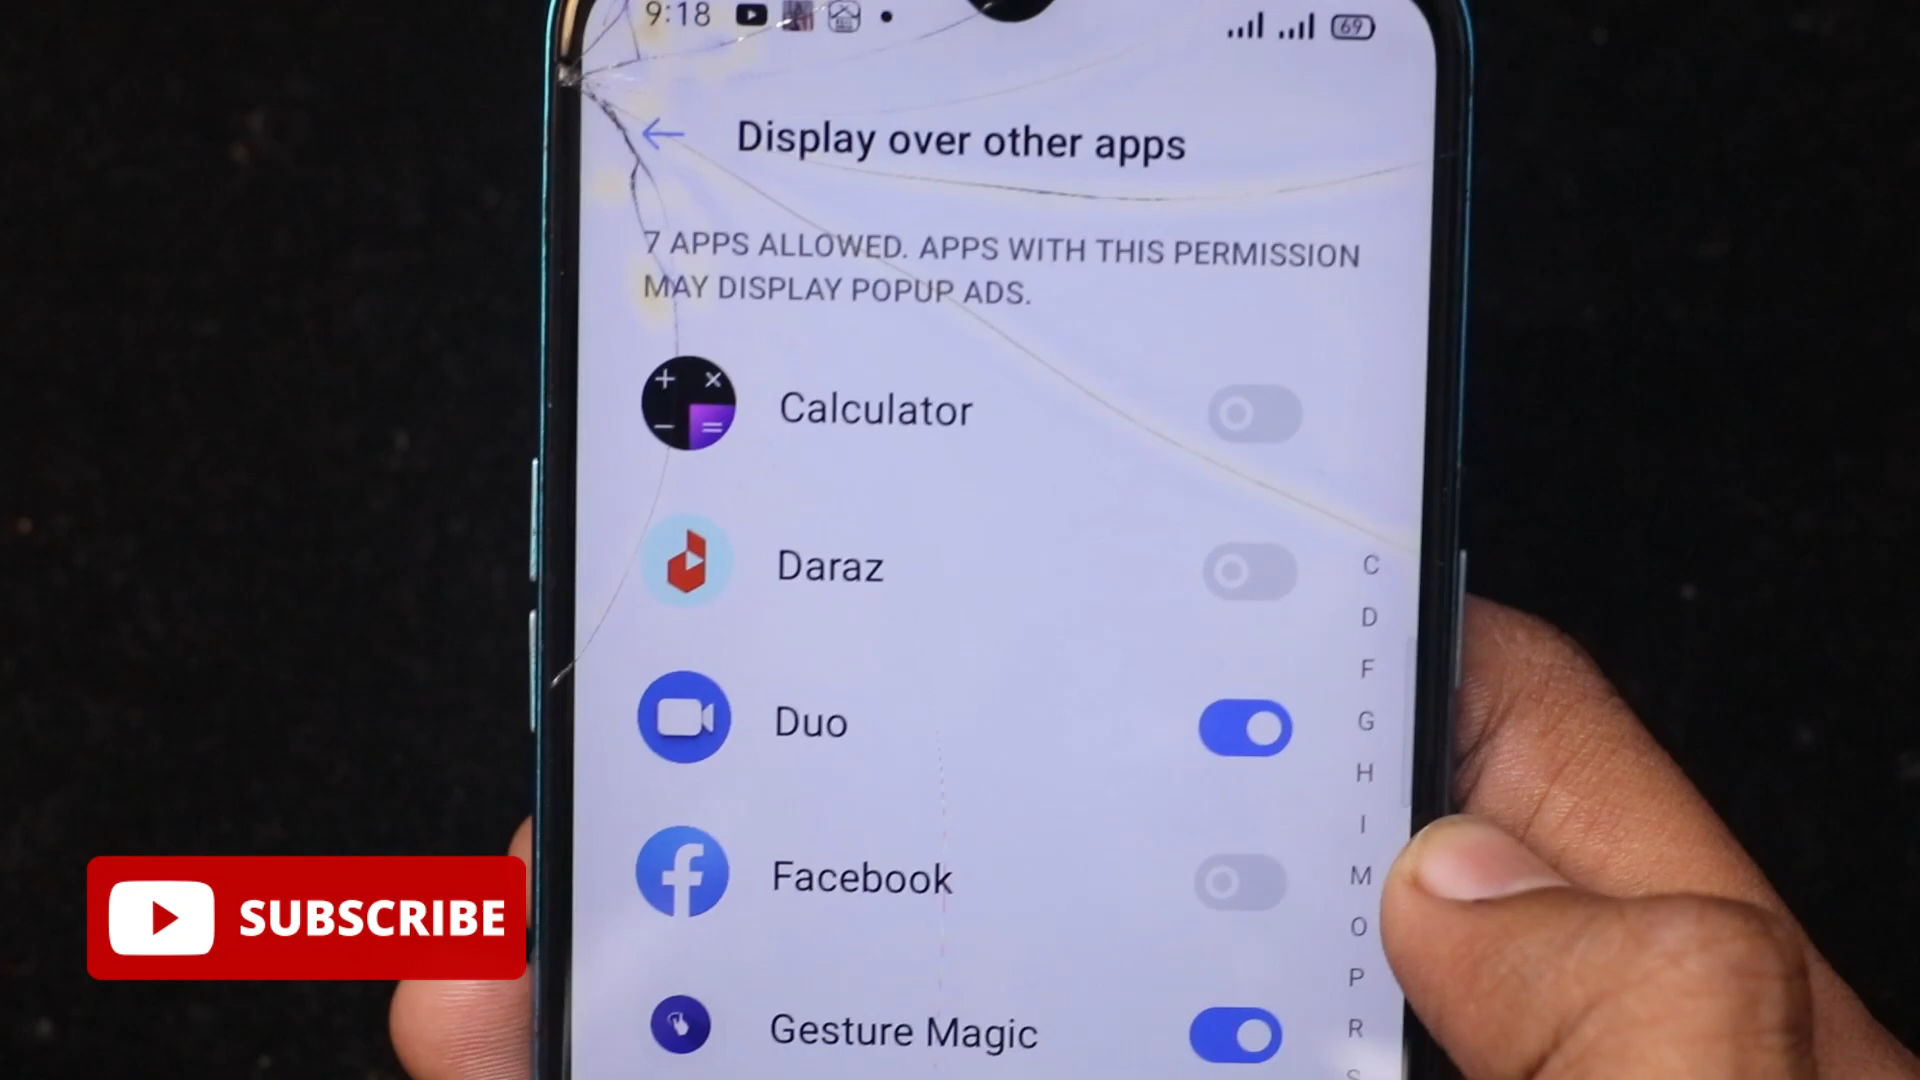 9:18
69
Display over other apps
7 APPS ALLOWED. APPS WITH THIS PERMISSION
MAY DISPLAY POPUP ADS.
Calculator
Daraz
Duo
Facebook
Gesture Magic
C
D
F
G
H
I
M
O
P
R
S
SUBSCRIBE